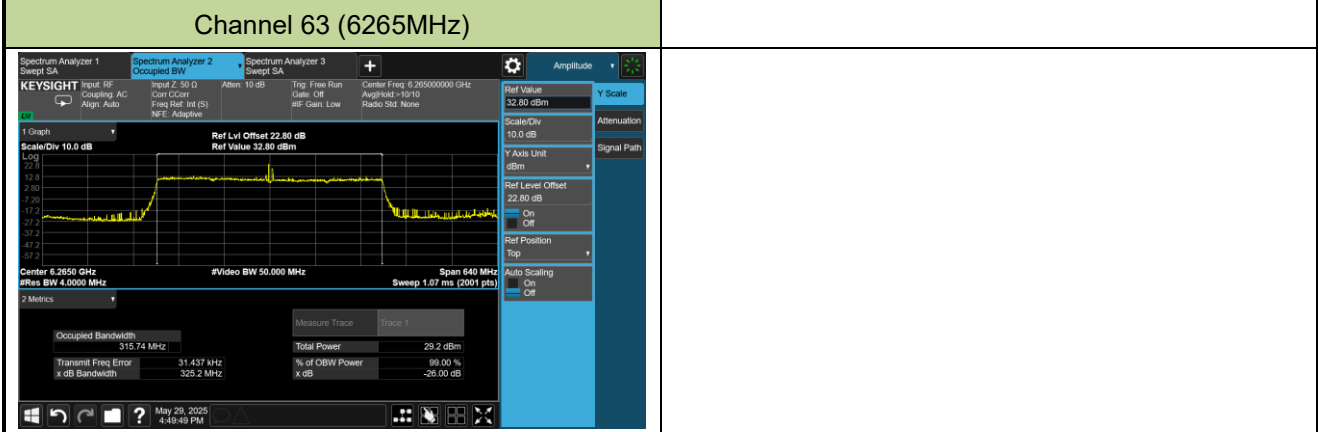 Channel 63 (6265MHz)
Spectrum Analyzer 1
Swept SA
Spectrum Analyzer 2
Occupied BW
Spectrum Analyzer 3
Swept SA
+
Amplitude
KEYSIGHT
Input: RF
Coupling: AC
Align: Auto
Input Z: 50 Ω
Corr CCorr
Freq Ref: Int (S)
NFE: Adaptive
Atten: 10 dB
Trig: Free Run
Gate: Off
#IF Gain: Low
Center Freq: 6.265000000 GHz
Avg|Hold:>10/10
Radio Std: None
1 Graph
Scale/Div 10.0 dB
Ref Lvl Offset 22.80 dB
Ref Value 32.80 dBm
Log
22.8
12.8
2.80
-7.20
-17.2
-27.2
-37.2
-47.2
-57.2
Center 6.2650 GHz
#Res BW 4.0000 MHz
#Video BW 50.000 MHz
Span 640 MHz
Sweep 1.07 ms (2001 pts)
2 Metrics
Measure Trace
Trace 1
Occupied Bandwidth
315.74 MHz
Total Power
29.2 dBm
Transmit Freq Error
31.437 kHz
% of OBW Power
99.00 %
x dB Bandwidth
325.2 MHz
x dB
-26.00 dB
Ref Value
32.80 dBm
Scale/Div
10.0 dB
Y Axis Unit
dBm
Ref Level Offset
22.80 dB
On
Off
Ref Position
Top
Auto Scaling
On
Off
Y Scale
Attenuation
Signal Path
?
May 29, 2025
4:49:49 PM